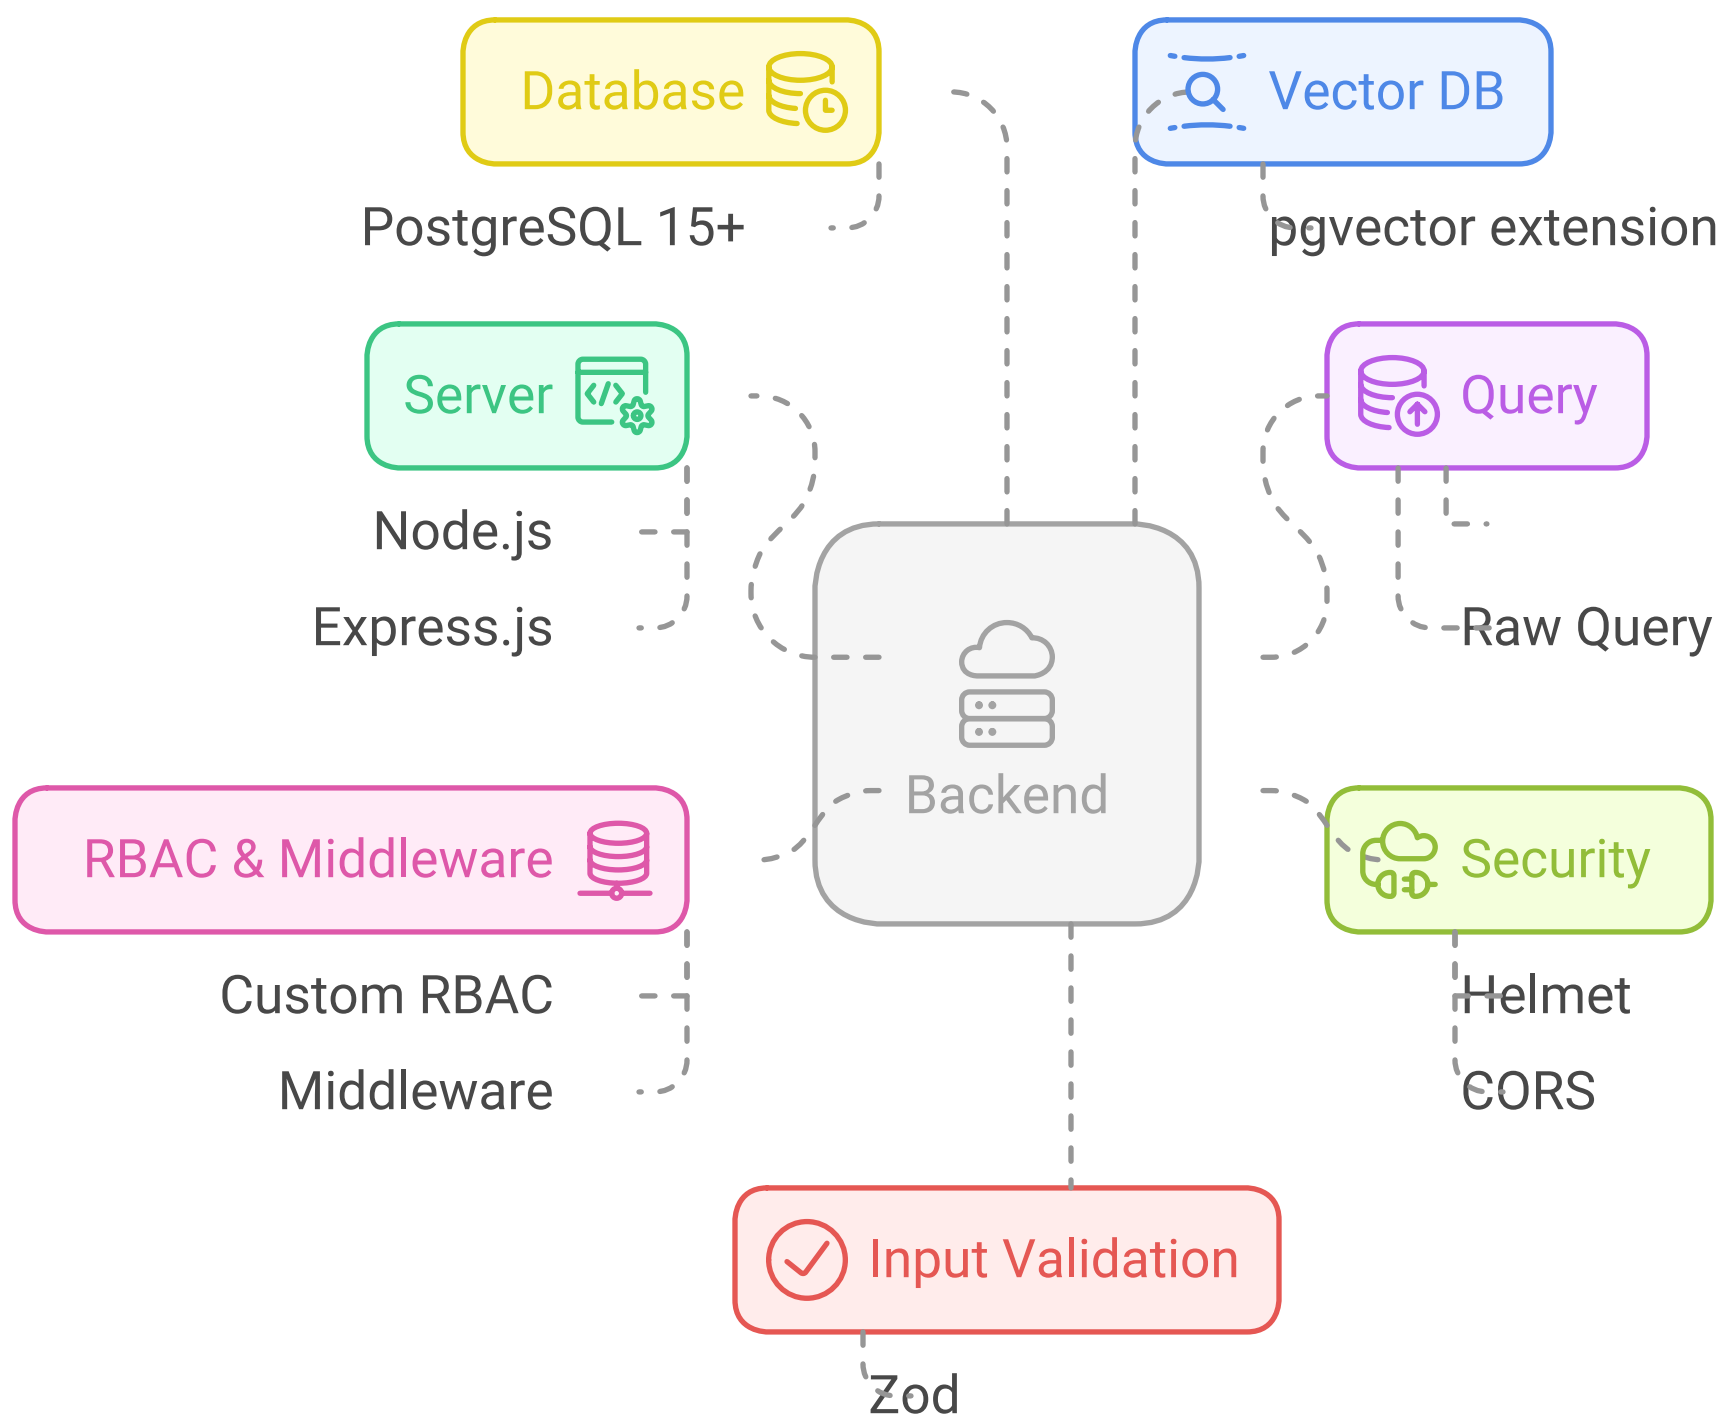 Database
Vector DB
PostgreSQL 15+
pgvector extension
Server
Query
Node.js
Express.js
Raw Query
Backend
RBAC & Middleware
Security
Custom RBAC
Helmet
Middleware
CORS
Input Validation
Zod